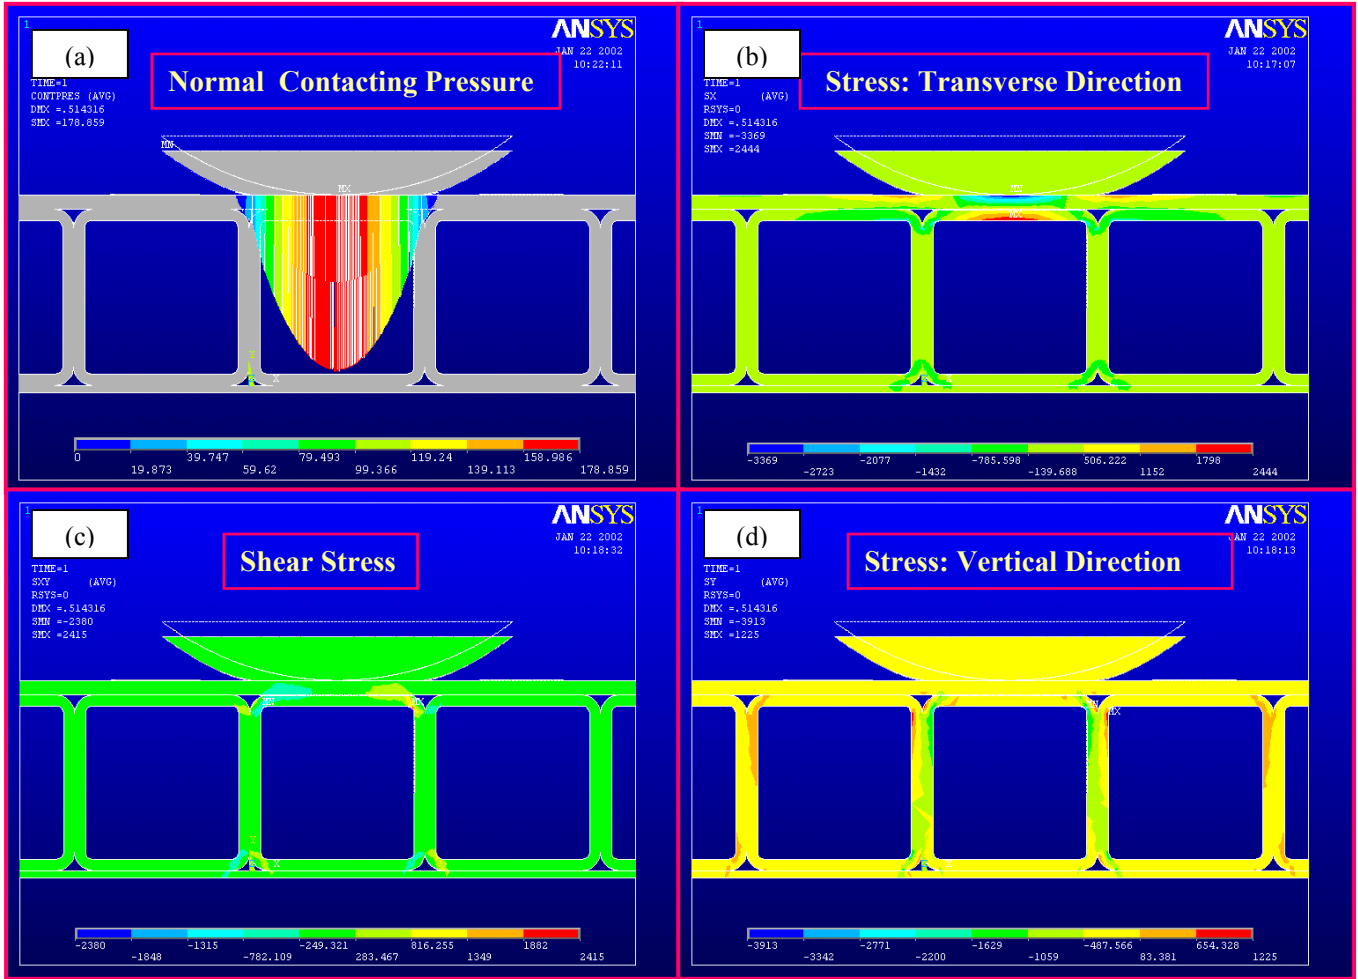 1
ANSYS
(a)
JAN 22 2002
10:22:11
Normal Contacting Pressure
TIME=1
CONTPRES (AVG)
DMX =.514316
SMX =178.859
MN
MX
X
0
39.747
79.493
119.24
158.986
19.873
59.62
99.366
139.113
178.859
1
ANSYS
(b)
JAN 22 2002
10:17:07
Stress: Transverse Direction
TIME=1
SX (AVG)
RSYS=0
DMX =.514316
SMN =-3369
SMX =2444
MN
MX
X
-3369
-2077
-785.598
506.222
1798
-2723
-1432
-139.688
1152
2444
1
ANSYS
(c)
JAN 22 2002
10:18:32
Shear Stress
TIME=1
SXY (AVG)
RSYS=0
DMX =.514316
SMN =-2380
SMX =2415
MN
MX
X
-2380
-1315
-249.321
816.255
1882
-1848
-782.109
283.467
1349
2415
1
ANSYS
(d)
JAN 22 2002
10:18:13
Stress: Vertical Direction
TIME=1
SY (AVG)
RSYS=0
DMX =.514316
SMN =-3913
SMX =1225
MX
X
-3913
-2771
-1629
-487.566
654.328
-3342
-2200
-1059
83.381
1225